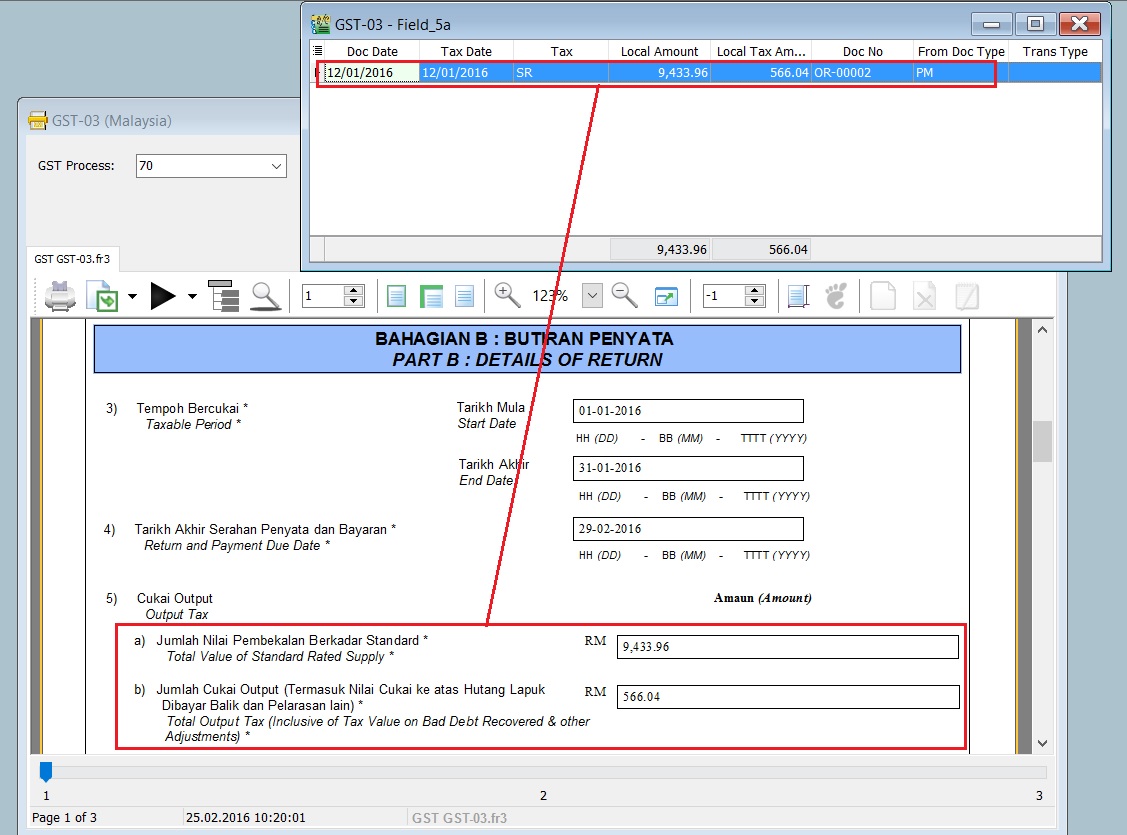 GST-03 - Field_5a
Doc Date Tax Date Tax Local Amount Local Tax Am... Doc No From Doc Type Trans Type
12/01/2016 12/01/2016 SR 9,433.96 566.04 OR-00002 PM
9,433.96 566.04
GST-03 (Malaysia)
GST Process: 70
GST GST-03.fr3
1 123% -1
BAHAGIAN B : BUTIRAN PENYATA
PART B : DETAILS OF RETURN
3) Tempoh Bercukai * Tarikh Mula 01-01-2016
Taxable Period * Start Date
HH (DD) - BB (MM) - TTTT (YYYY)
Tarikh Akhir 31-01-2016
End Date
HH (DD) - BB (MM) - TTTT (YYYY)
4) Tarikh Akhir Serahan Penyata dan Bayaran * 29-02-2016
Return and Payment Due Date *
HH (DD) - BB (MM) - TTTT (YYYY)
5) Cukai Output Amaun (Amount)
Output Tax
a) Jumlah Nilai Pembekalan Berkadar Standard * RM 9,433.96
Total Value of Standard Rated Supply *
b) Jumlah Cukai Output (Termasuk Nilai Cukai ke atas Hutang Lapuk RM 566.04
Dibayar Balik dan Pelarasan lain) *
Total Output Tax (Inclusive of Tax Value on Bad Debt Recovered & other
Adjustments) *
1 2 3
Page 1 of 3 25.02.2016 10:20:01 GST GST-03.fr3